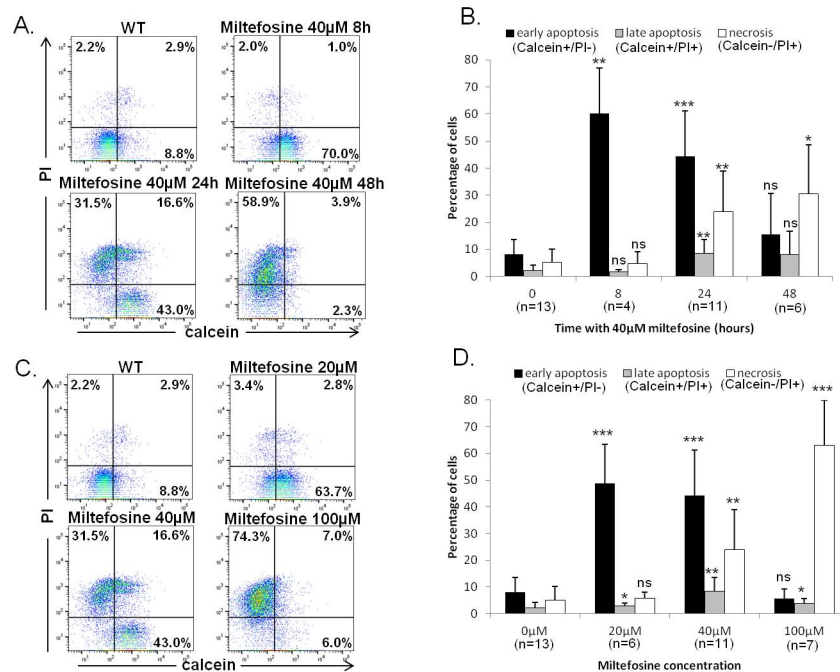 A.
WT
Miltefosine 40µM 8h
2.2% 2.9%
2.0% 1.0%
8.8%
70.0%
PI
Miltefosine 40µM 24h
Miltefosine 40µM 48h
31.5% 16.6%
58.9% 3.9%
43.0%
2.3%
calcein
B.
early apoptosis late apoptosis necrosis
(Calcein+/PI-) (Calcein+/PI+) (Calcein-/PI+)
Percentage of cells
80
70
60
50
40
30
20
10
0
**
ns
ns
***
**
**
ns
ns
*
0 8 24 48
(n=13) (n=4) (n=11) (n=6)
Time with 40µM miltefosine (hours)
C.
WT
Miltefosine 20µM
2.2% 2.9%
3.4% 2.8%
8.8%
63.7%
PI
Miltefosine 40µM
Miltefosine 100µM
31.5% 16.6%
74.3% 7.0%
43.0%
6.0%
calcein
D.
early apoptosis late apoptosis necrosis
(Calcein+/PI-) (Calcein+/PI+) (Calcein-/PI+)
Percentage of cells
80
70
60
50
40
30
20
10
0
***
*
ns
***
**
**
ns
*
***
0µM 20µM 40µM 100µM
(n=13) (n=6) (n=11) (n=7)
Miltefosine concentration